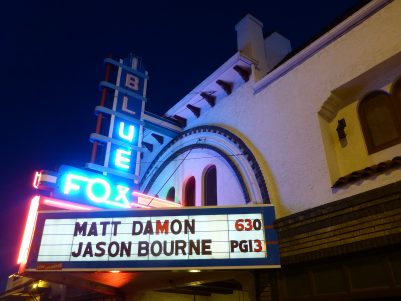 BLUE
FOX
MATT DAMON 630
JASON BOURNE PG13